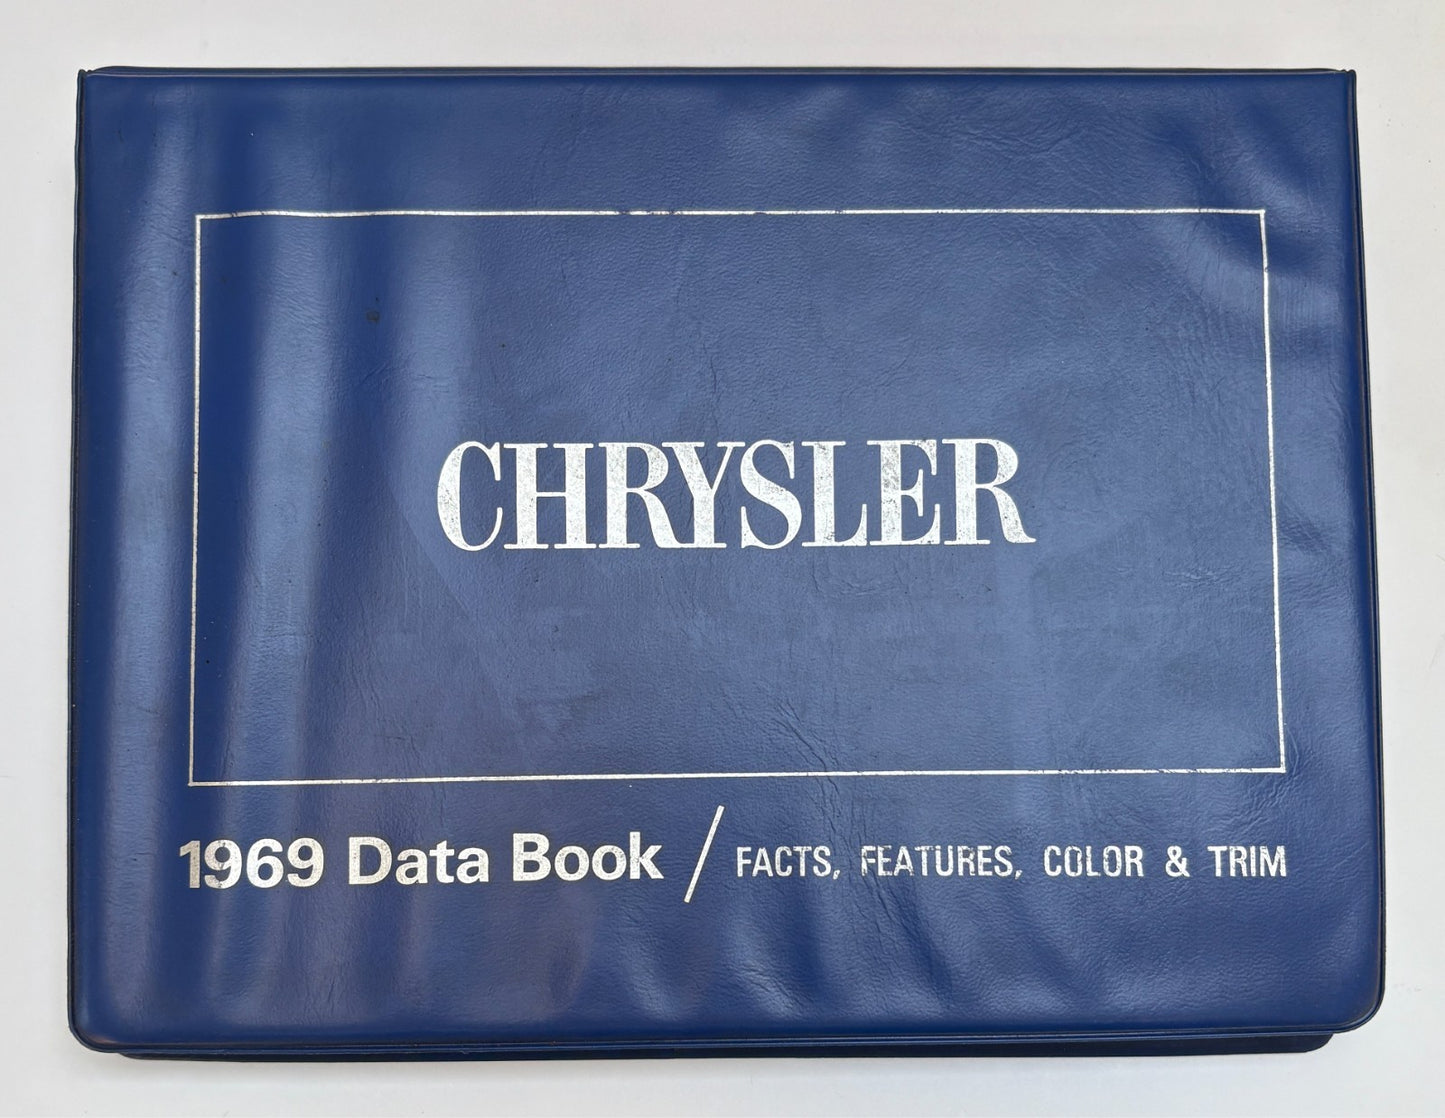 CHRYSLER
1969 Data Book / FACTS, FEATURES, COLOR & TRIM